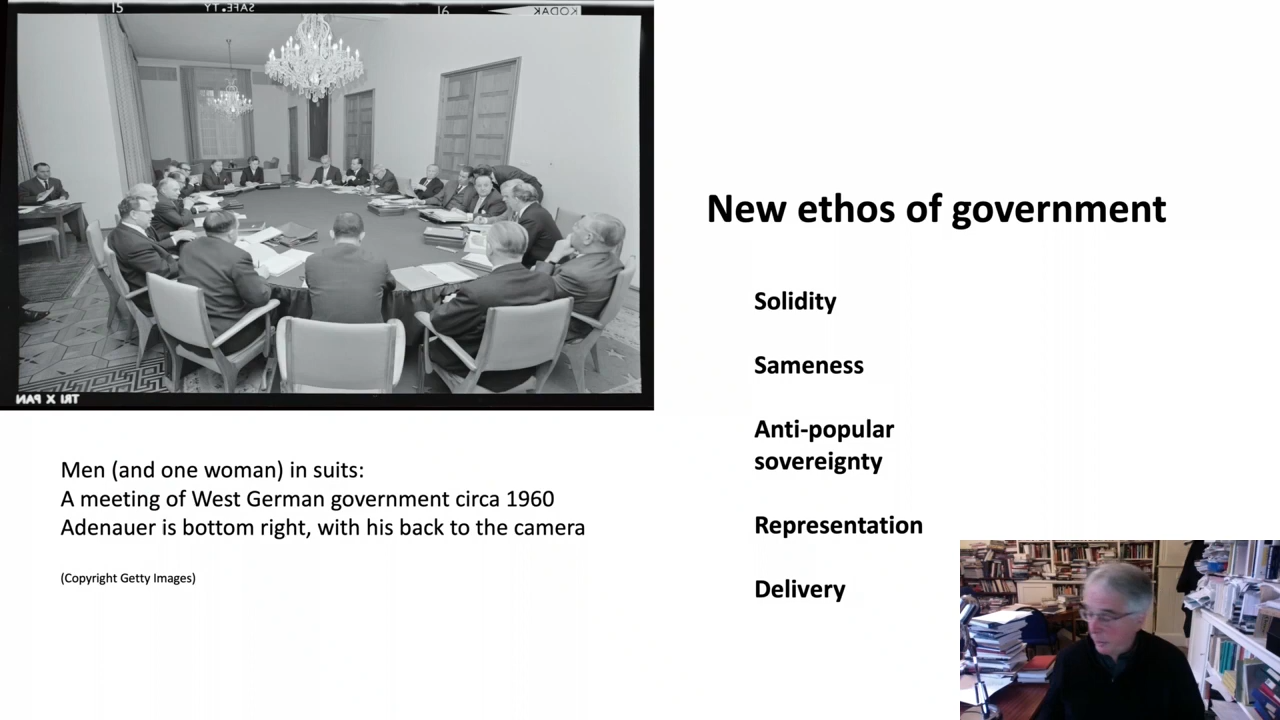 15
SAFE.TY
16
KODAK
TRI X PAN
Men (and one woman) in suits:
A meeting of West German government circa 1960
Adenauer is bottom right, with his back to the camera
(Copyright Getty Images)
New ethos of government
Solidity
Sameness
Anti-popular
sovereignty
Representation
Delivery